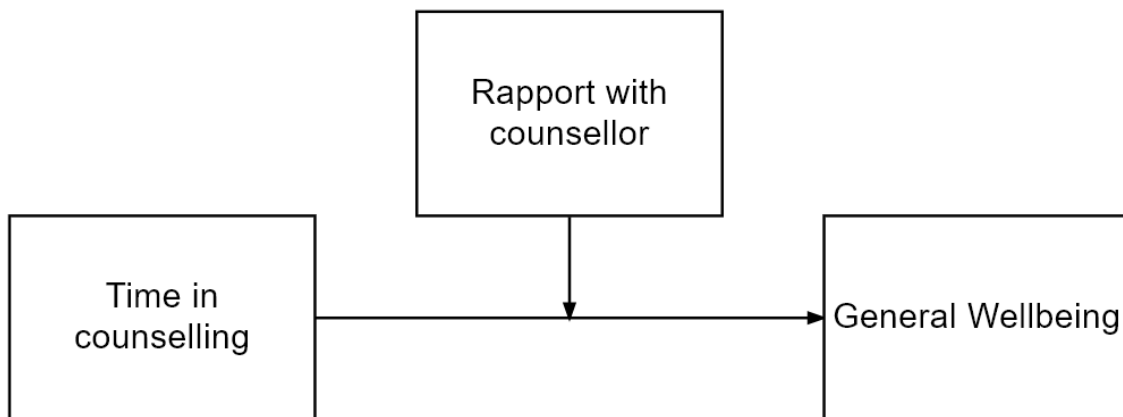 Rapport with
counsellor
Time in
counselling
General Wellbeing